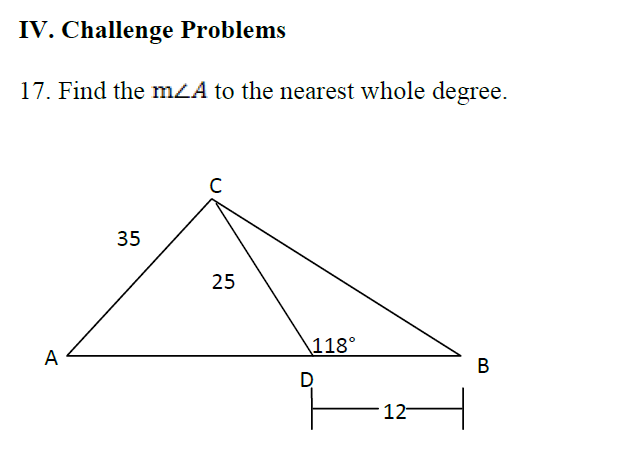 IV. Challenge Problems
17. Find the m∠A to the nearest whole degree.
C
35
25
118°
A
B
D
12